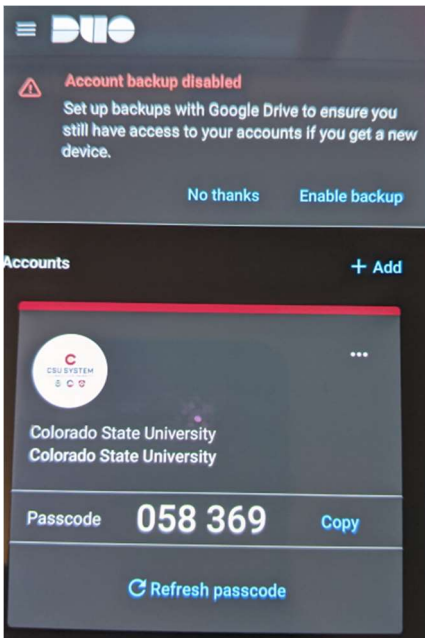 DUO
Account backup disabled
Set up backups with Google Drive to ensure you
still have access to your accounts if you get a new
device.
No thanks
Enable backup
Accounts
+ Add
C
CSU SYSTEM
Colorado State University
Colorado State University
Passcode
058 369
Copy
Refresh passcode